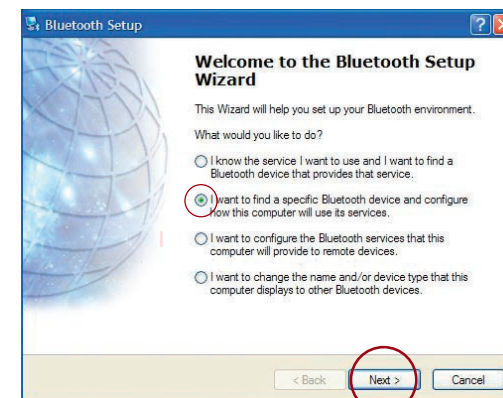 Bluetooth Setup
Welcome to the Bluetooth Setup
Wizard
This Wizard will help you set up your Bluetooth environment.
What would you like to do?
I know the service I want to use and I want to find a
Bluetooth device that provides that service.
I want to find a specific Bluetooth device and configure
how this computer will use its services.
I want to configure the Bluetooth services that this
computer will provide to remote devices.
I want to change the name and/or device type that this
computer displays to other Bluetooth devices.
< Back Next > Cancel